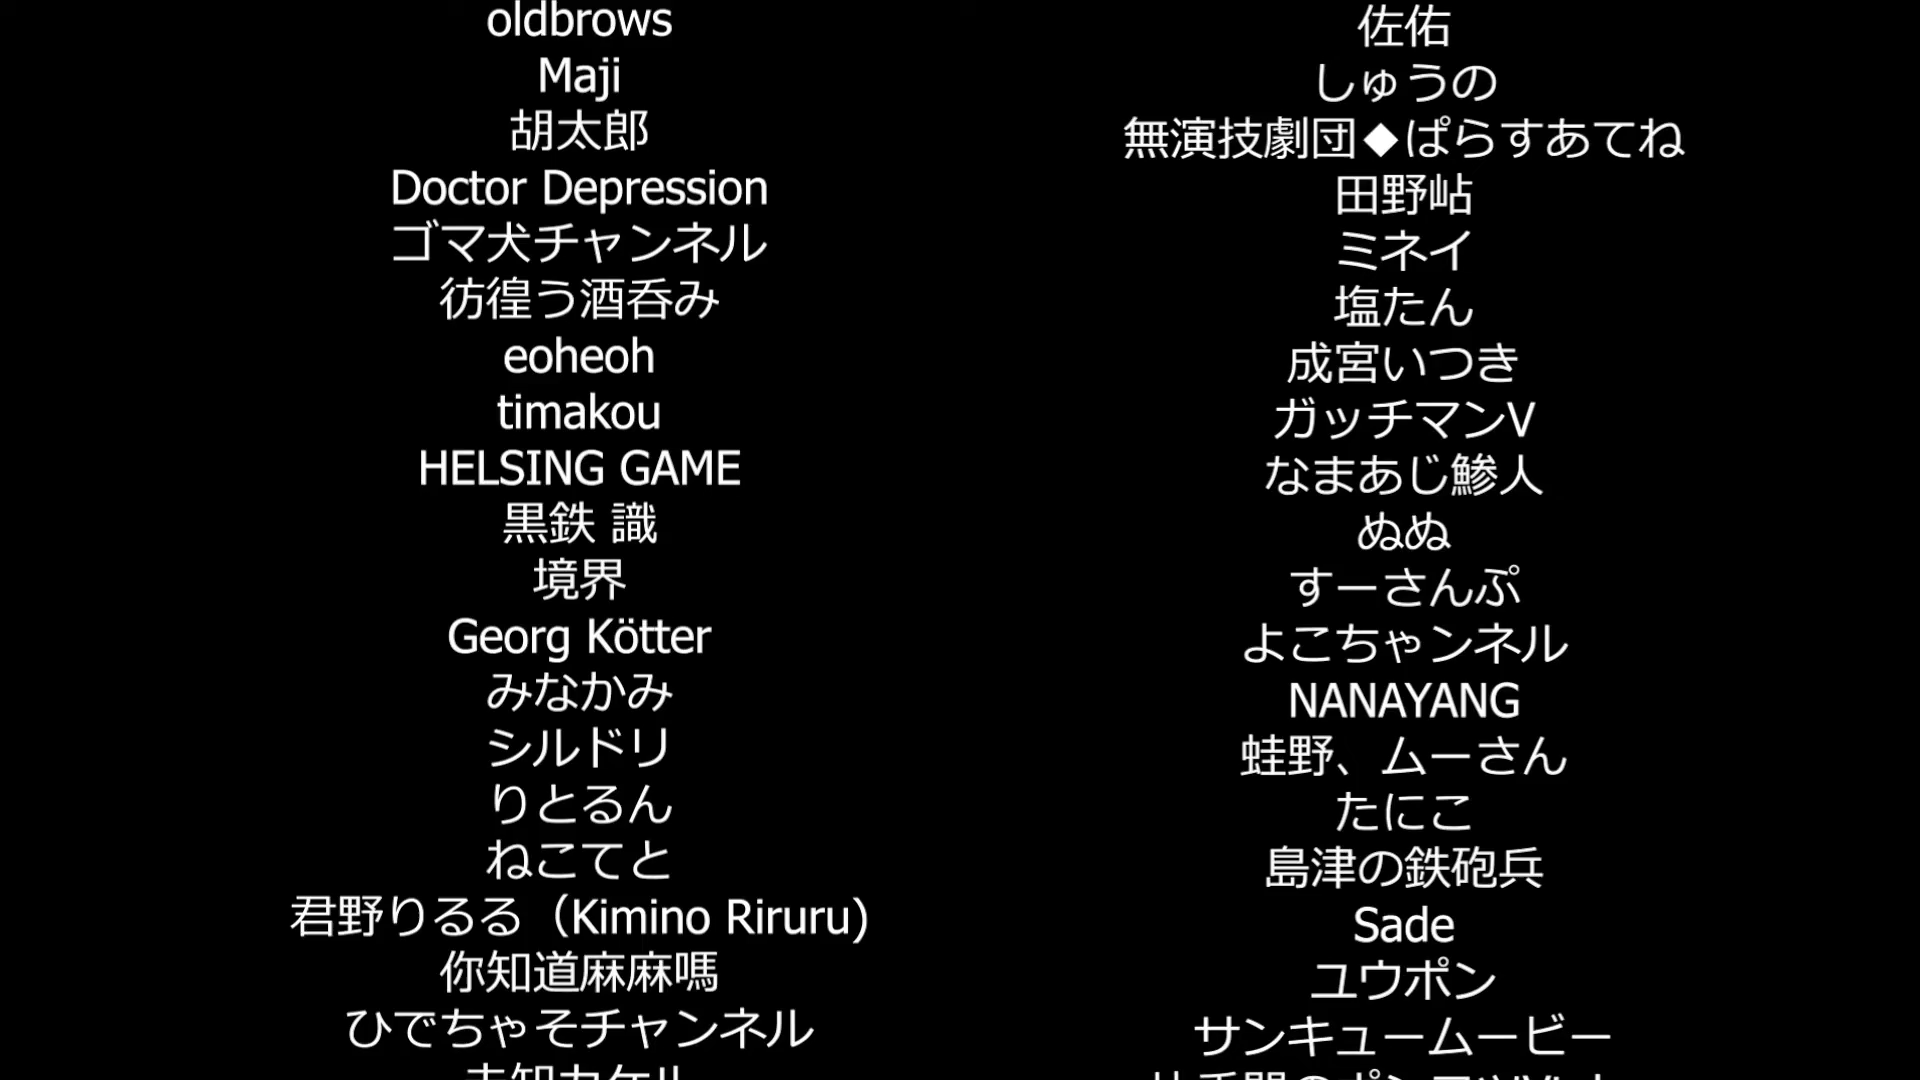 oldbrows
Maji
胡太郎
Doctor Depression
ゴマ犬チャンネル
彷徨う酒呑み
eoheoh
timakou
HELSING GAME
黒鉄 識
境界
Georg Kötter
みなかみ
シルドリ
りとるん
ねこてと
君野りるる（Kimino Riruru)
你知道麻麻嗎
ひでちゃそチャンネル
未知カケル
佐佑
しゅうの
無演技劇団◆ぱらすあてね
田野岾
ミネイ
塩たん
成宮いつき
ガッチマンV
なまあじ鯵人
ぬぬ
すーさんぷ
よこちゃンネル
NANAYANG
蛙野、ムーさん
たにこ
島津の鉄砲兵
Sade
ユウポン
サンキュームービー